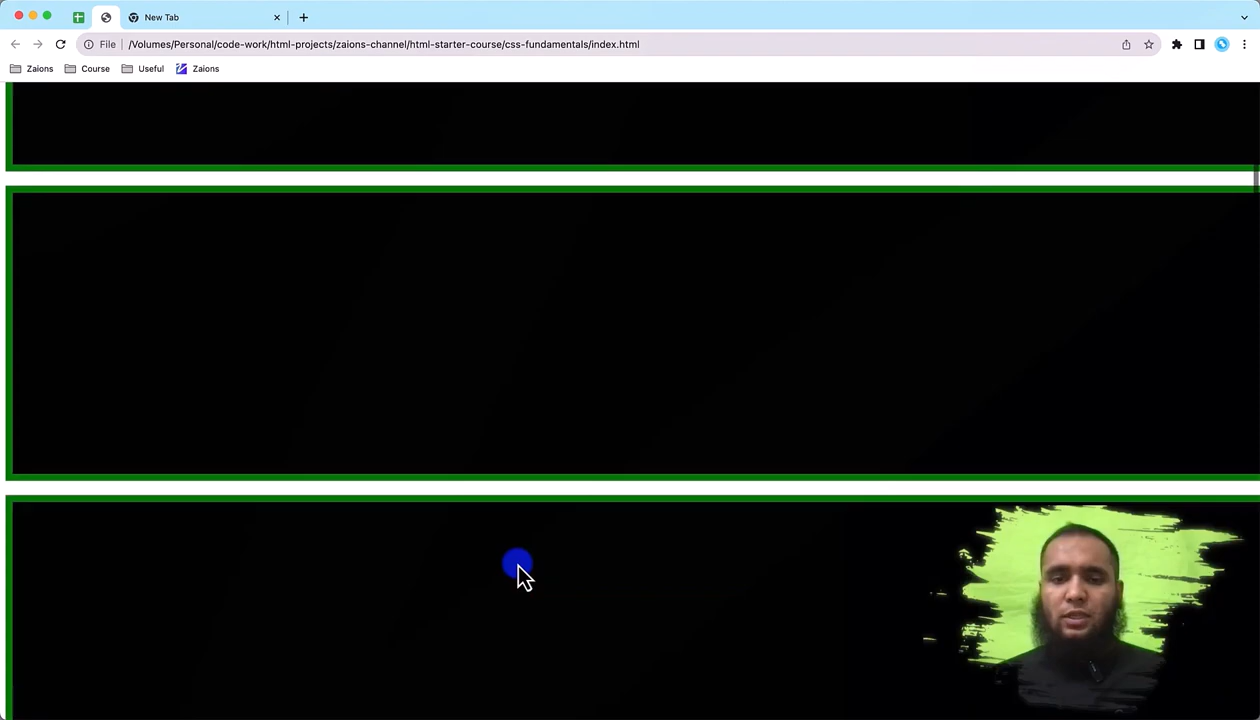 New Tab
File
/Volumes/Personal/code-work/html-projects/zaions-channel/html-starter-course/css-fundamentals/index.html
Zaions
Course
Useful
Zaions